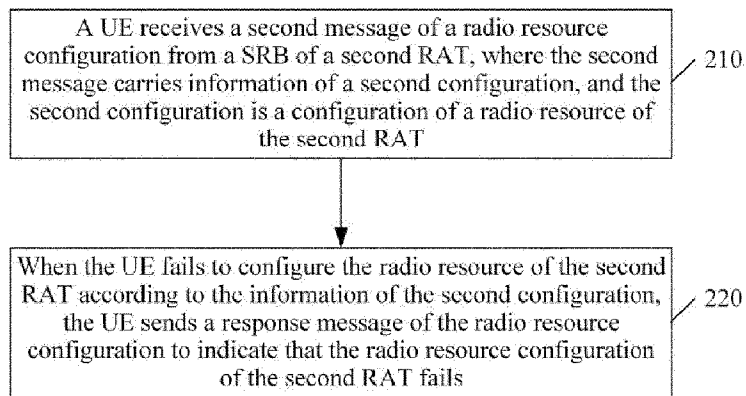 A UE receives a second message of a radio resource
configuration from a SRB of a second RAT, where the second
message carries information of a second configuration, and the
second configuration is a configuration of a radio resource of
the second RAT
210
When the UE fails to configure the radio resource of the second
RAT according to the information of the second configuration,
the UE sends a response message of the radio resource
configuration to indicate that the radio resource configuration
of the second RAT fails
220